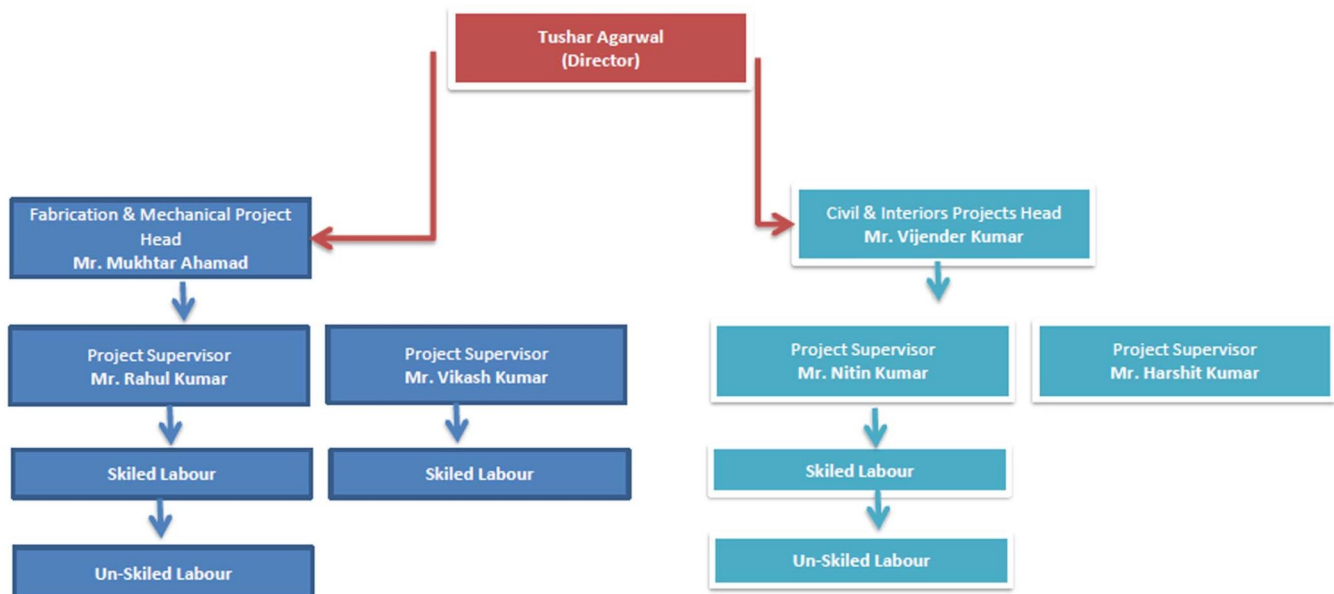 Tushar Agarwal
(Director)
Fabrication & Mechanical Project
Head
Mr. Mukhtar Ahamad
Civil & Interiors Projects Head
Mr. Vijender Kumar
Project Supervisor
Mr. Rahul Kumar
Project Supervisor
Mr. Vikash Kumar
Project Supervisor
Mr. Nitin Kumar
Project Supervisor
Mr. Harshit Kumar
Skiled Labour
Skiled Labour
Skiled Labour
Un-Skiled Labour
Un-Skiled Labour